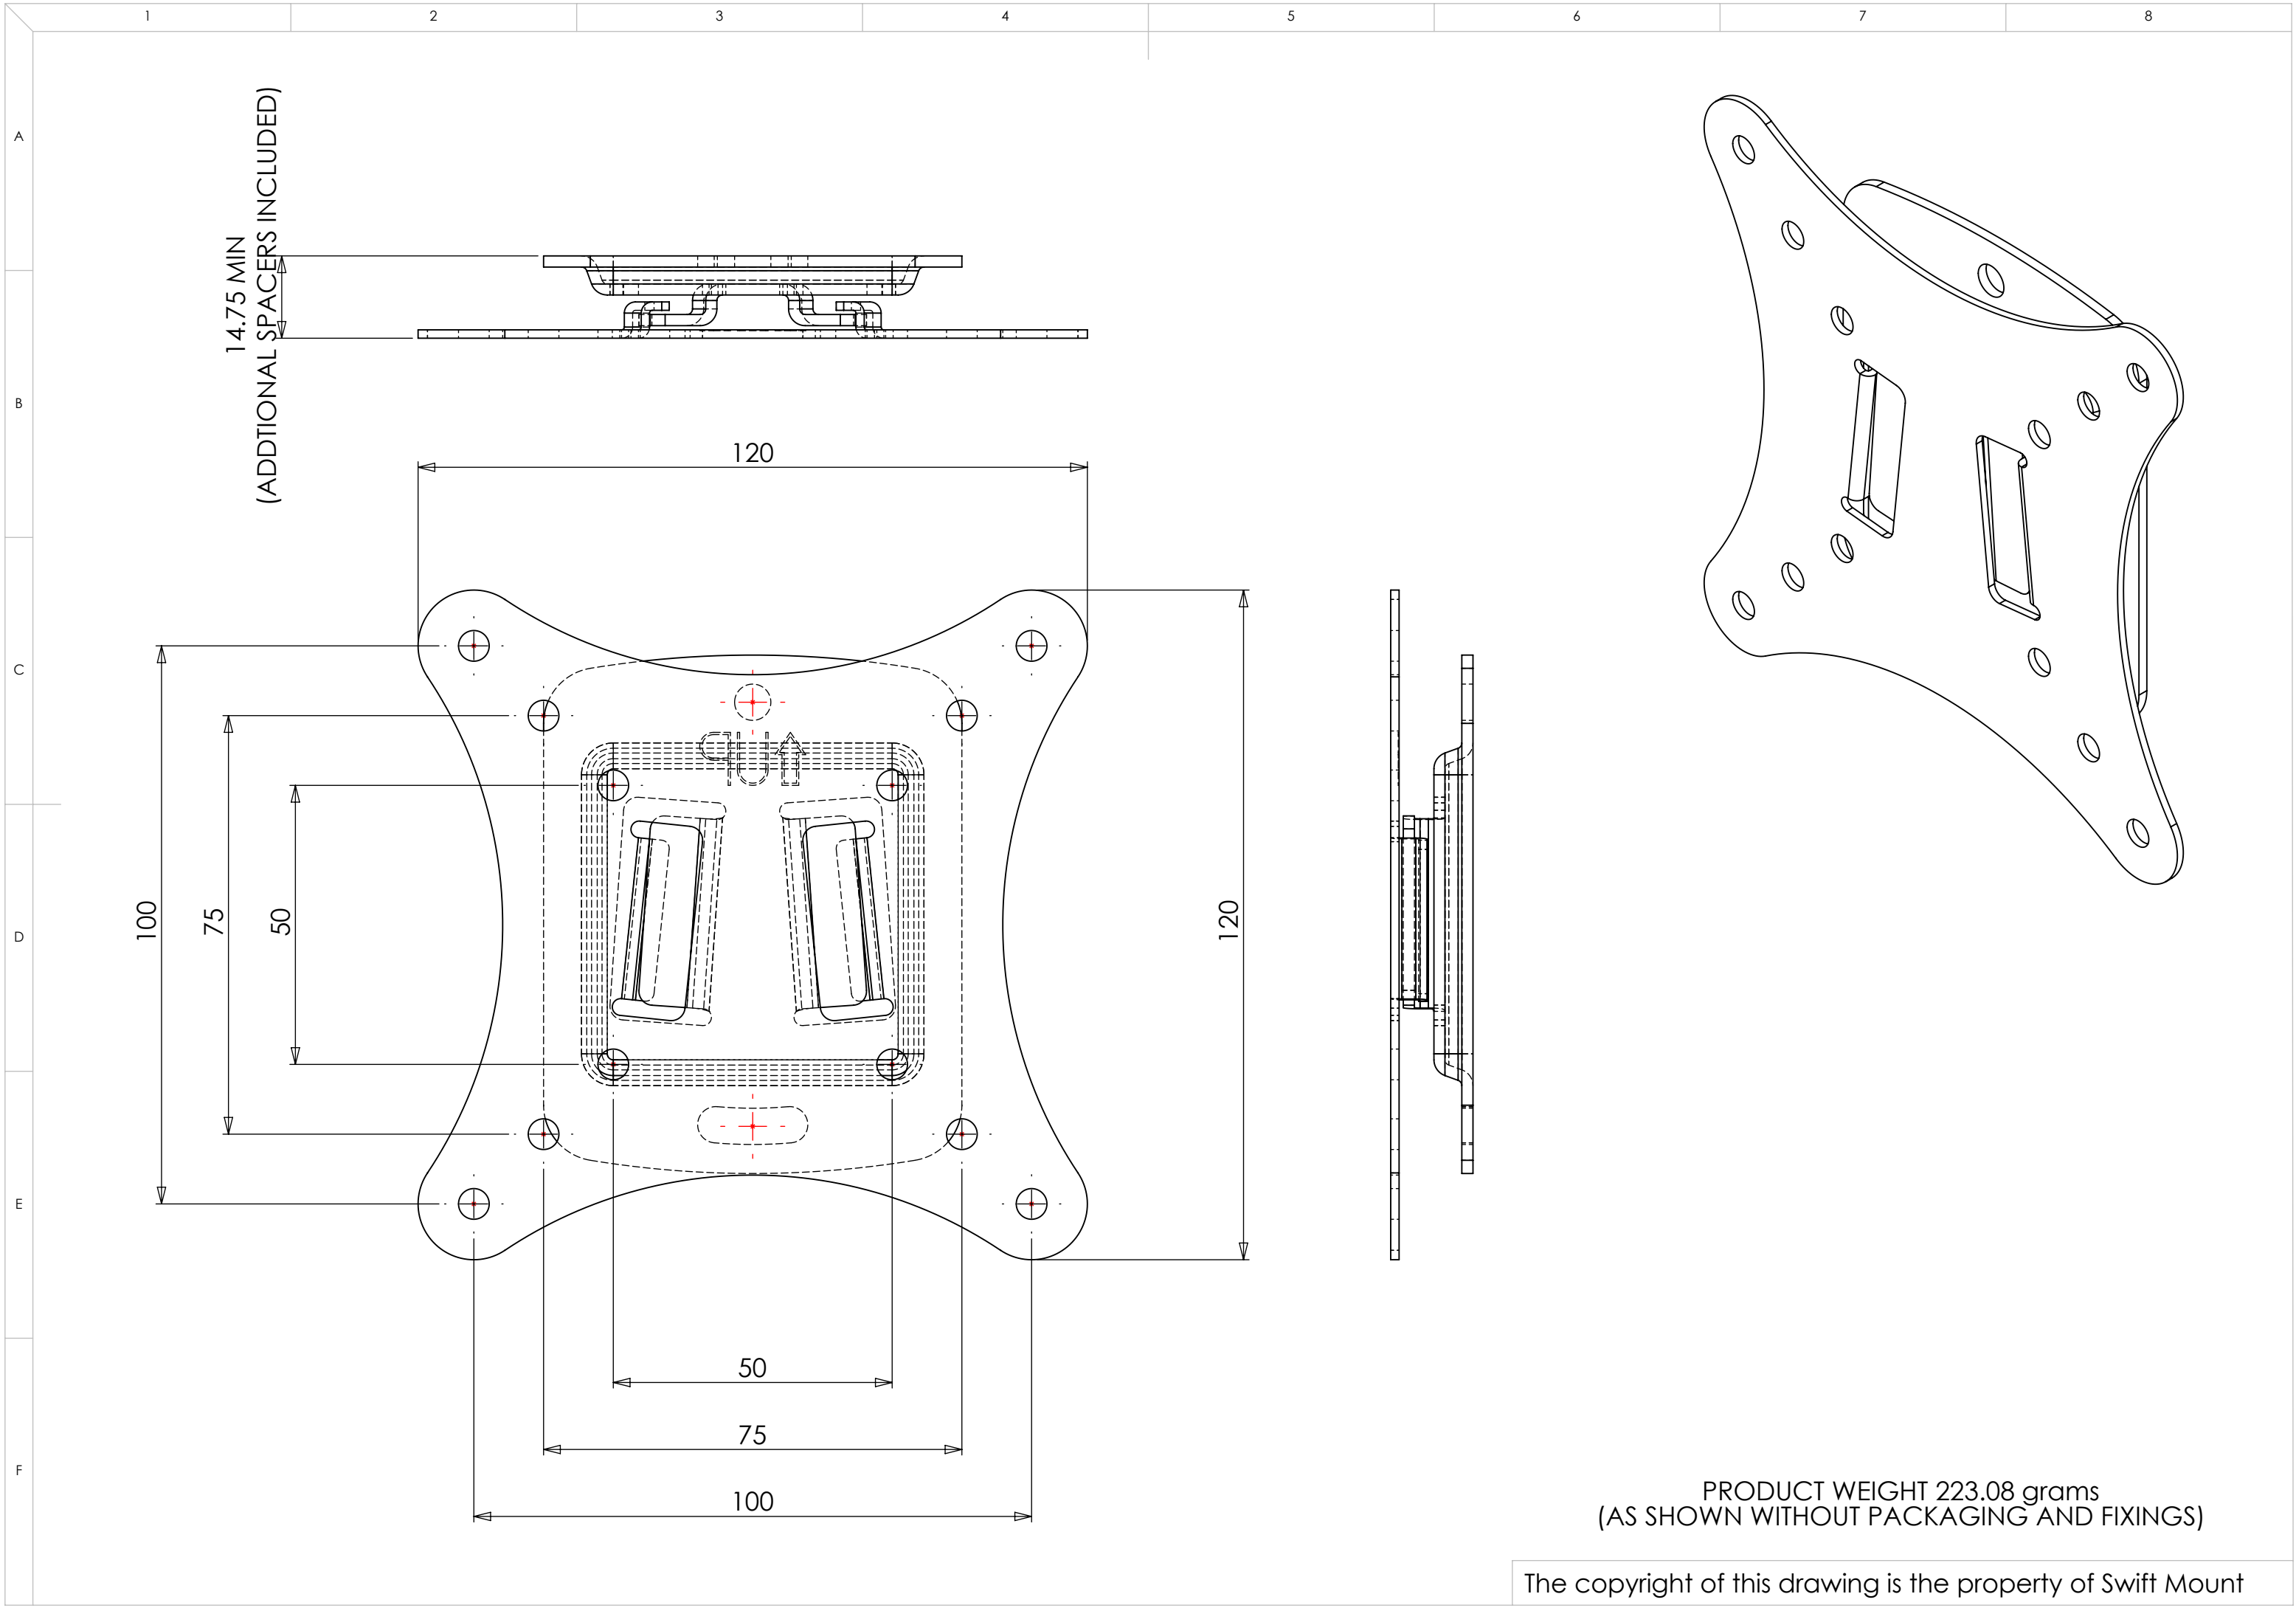 1 2 3 4 5 6 7 8
A
B
C
D
E
F
14.75 MIN
(ADDTIONAL SPACERS INCLUDED)
120
100
75
50
120
50
75
100
UP
PRODUCT WEIGHT 223.08 grams
(AS SHOWN WITHOUT PACKAGING AND FIXINGS)
The copyright of this drawing is the property of Swift Mount